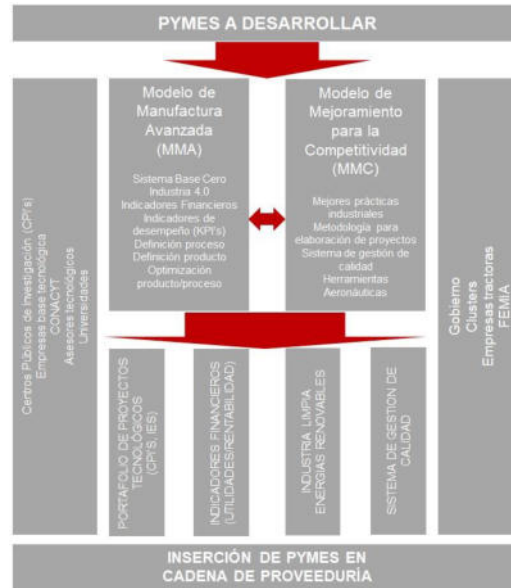 PYMES A DESARROLLAR
Centros Públicos de Investigación (CPI's)
Empresas base tecnológica
CONACYT
Asesores tecnológicos
Universidades
Modelo de
Manufactura
Avanzada
(MMA)
Sistema Base Cero
Industria 4.0
Indicadores Financieros
Indicadores de
desempeño (KPI's)
Definición proceso
Definición producto
Optimización
producto/proceso
Modelo de
Mejoramiento
para la
Competitividad
(MMC)
Mejores prácticas
industriales
Metodología para
elaboración de proyectos
Sistema de gestión de
calidad
Herramientas
Aeronáuticas
Gobierno
Clusters
Empresas tractoras
FEMIA
PORTAFOLIO DE PROYECTOS
TECNOLÓGICOS
(CPI'S, IES)
INDICADORES FINANCIEROS
(UTILIDADES/RENTABILIDAD)
INDUSTRIA LIMPIA
ENERGIAS RENOVABLES
SISTEMA DE GESTION DE
CALIDAD
INSERCIÓN DE PYMES EN
CADENA DE PROVEEDURÍA